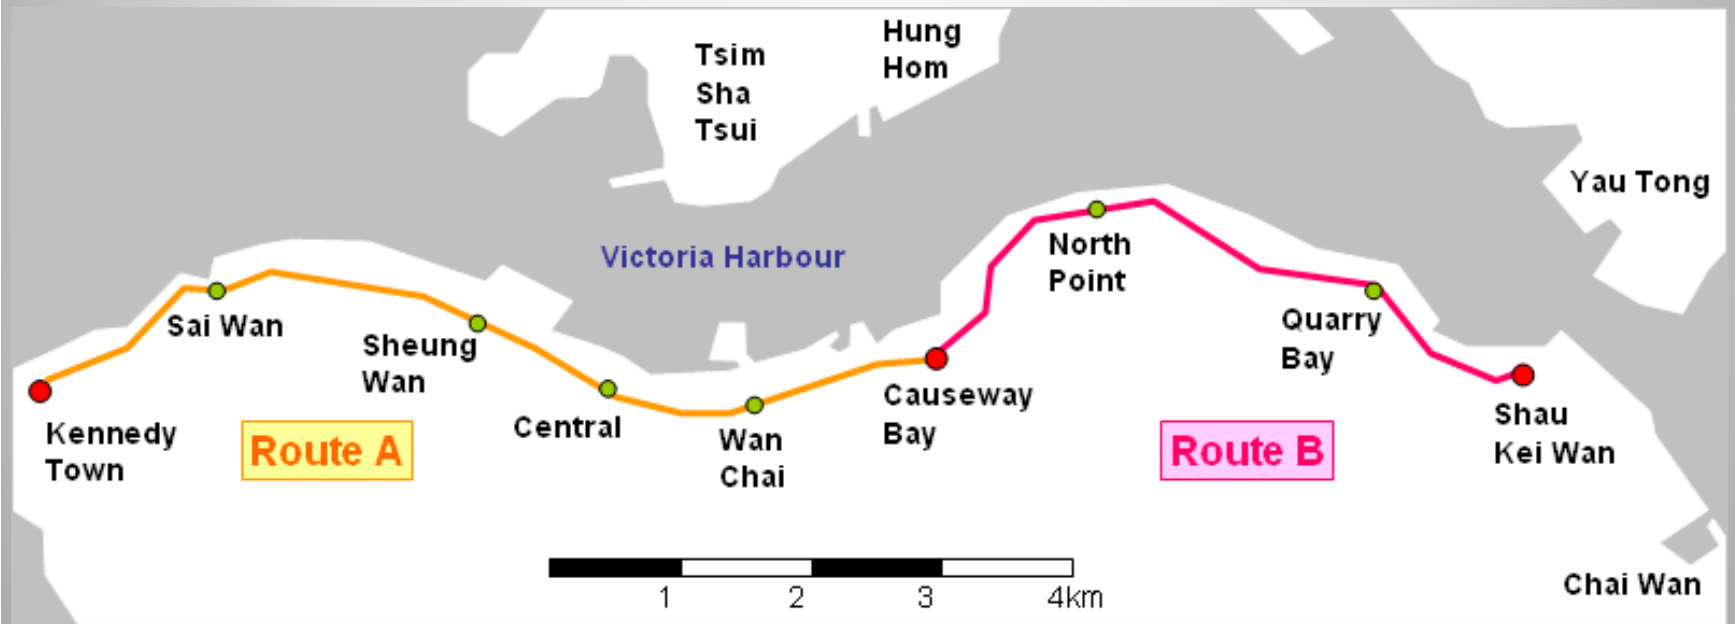 Tsim
Sha
Tsui
Hung
Hom
Yau Tong
Victoria Harbour
North
Point
Sai Wan
Sheung
Wan
Quarry
Bay
Kennedy
Town
Central
Wan
Chai
Causeway
Bay
Shau
Kei Wan
Route A
Route B
1 2 3 4km
Chai Wan